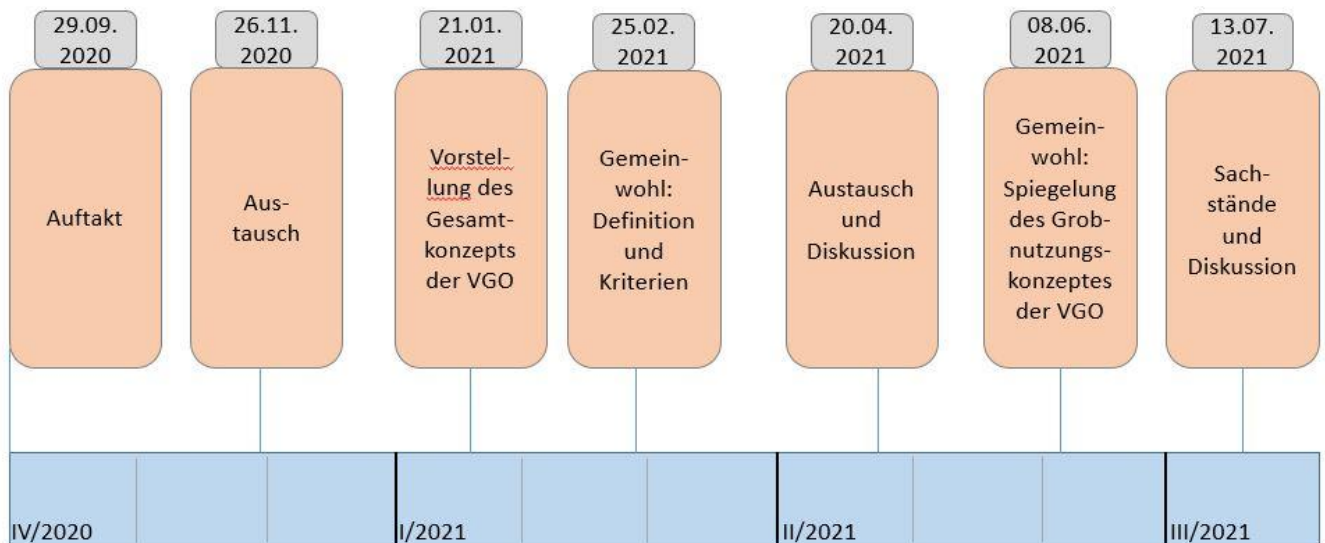 29.09.
2020
26.11.
2020
21.01.
2021
25.02.
2021
20.04.
2021
08.06.
2021
13.07.
2021
Auftakt
Aus-
tausch
Vorstel-
lung des
Gesamt-
konzepts
der VGO
Gemein-
wohl:
Definition
und
Kriterien
Austausch
und
Diskussion
Gemein-
wohl:
Spiegelung
des Grob-
nutzungs-
konzeptes
der VGO
Sach-
stände
und
Diskussion
IV/2020
I/2021
II/2021
III/2021